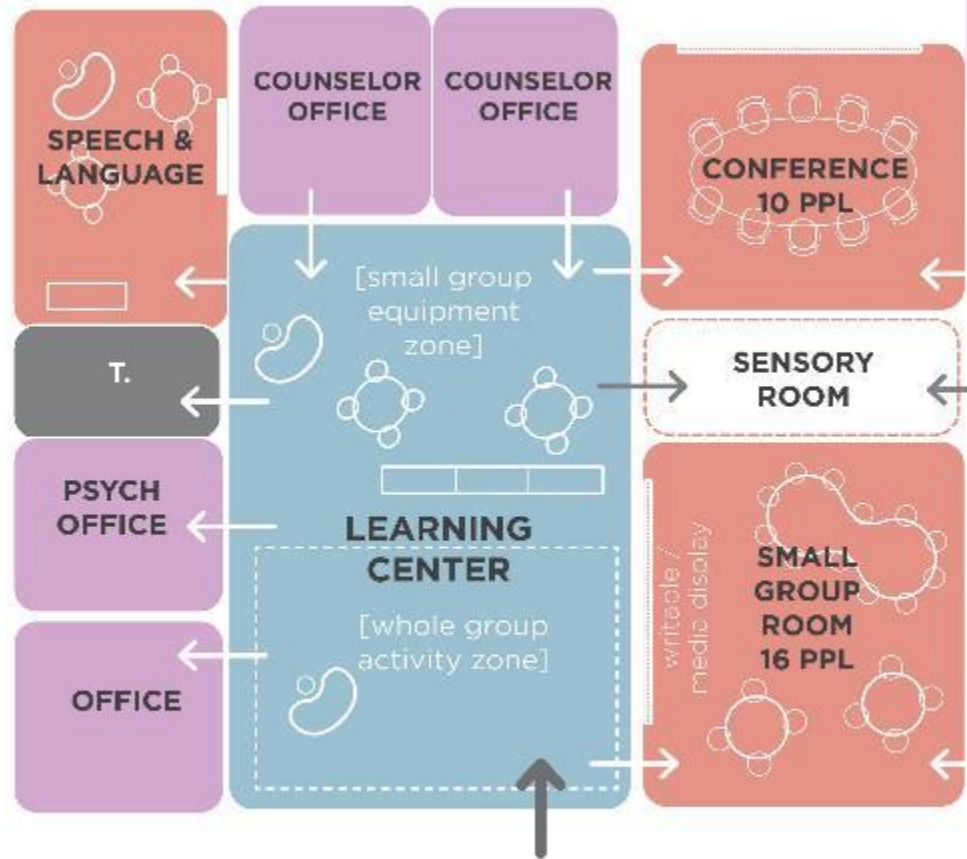 SPEECH &
LANGUAGE
COUNSELOR
OFFICE
COUNSELOR
OFFICE
CONFERENCE
10 PPL
[small group
equipment
zone]
T.
SENSORY
ROOM
PSYCH
OFFICE
LEARNING
CENTER
[whole group
activity zone]
OFFICE
writable /
media display
SMALL
GROUP
ROOM
16 PPL